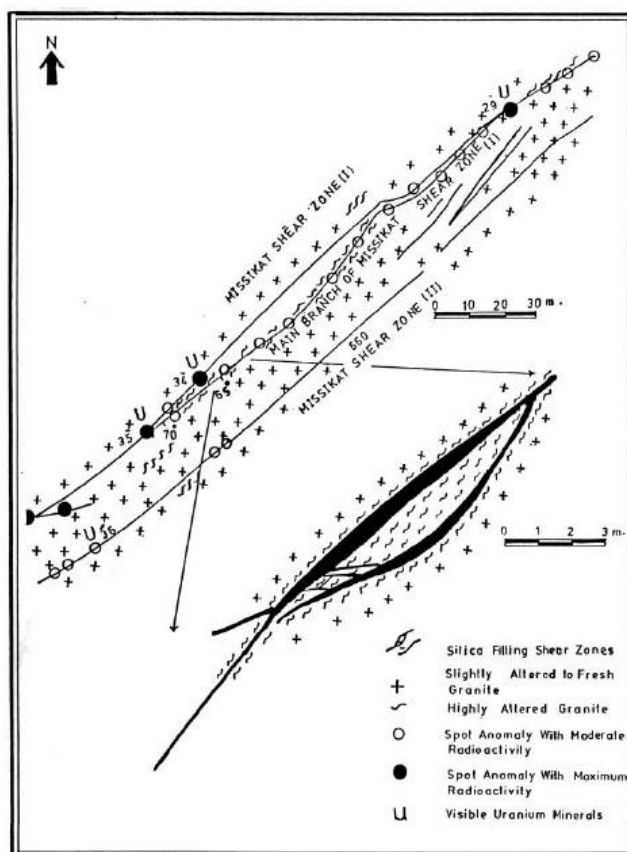 N
U
29
MISSIKAT SHEAR ZONE (I)
MAIN BRANCH OF MISSIKAT SHEAR ZONE (I)
0 10 20 30 m.
660
MISSIKAT SHEAR ZONE (II)
U
34
65
U
35
70
U
36
0 1 2 3 m.
Silica Filling Shear Zones
Slightly Altered to Fresh
Granite
Highly Altered Granite
Spot Anomaly With Moderate
Radioactivity
Spot Anomaly With Maximum
Radioactivity
U Visible Uranium Minerals